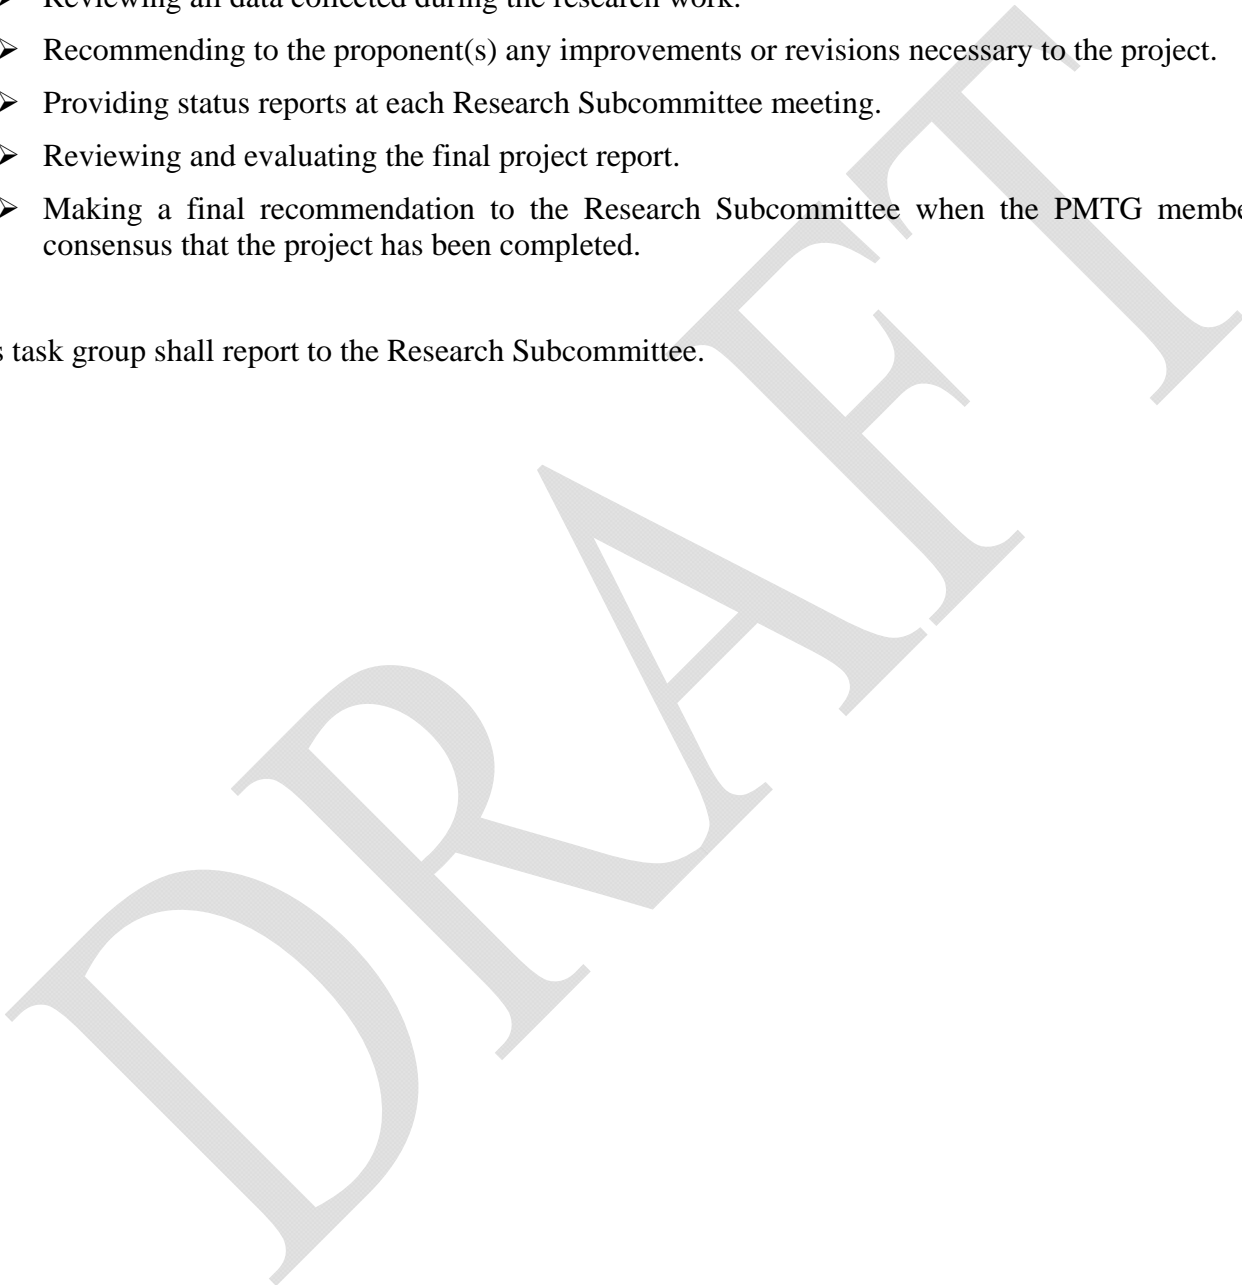 ➢ Reviewing all data collected during the research work.
➢ Recommending to the proponent(s) any improvements or revisions necessary to the project.
➢ Providing status reports at each Research Subcommittee meeting.
➢ Reviewing and evaluating the final project report.
➢ Making a final recommendation to the Research Subcommittee when the PMTG membe
consensus that the project has been completed.
s task group shall report to the Research Subcommittee.
DRAFT